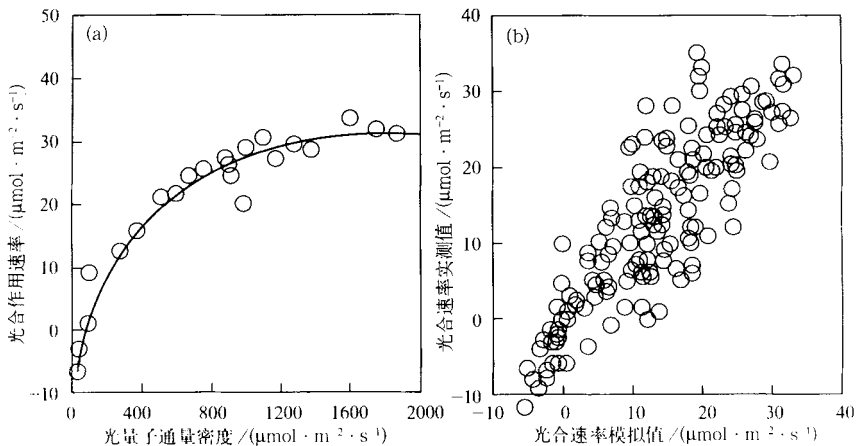 (a)
50
40
30
20
10
0
-10
光合作用速率/(μmol·m⁻²·s⁻¹)
0 400 800 1200 1600 2000
光量子通量密度/(μmol·m⁻²·s⁻¹)
(b)
40
30
20
10
0
-10
光合速率实测值/(μmol·m⁻²·s⁻¹)
-10 0 10 20 30 40
光合速率模拟值/(μmol·m⁻²·s⁻¹)